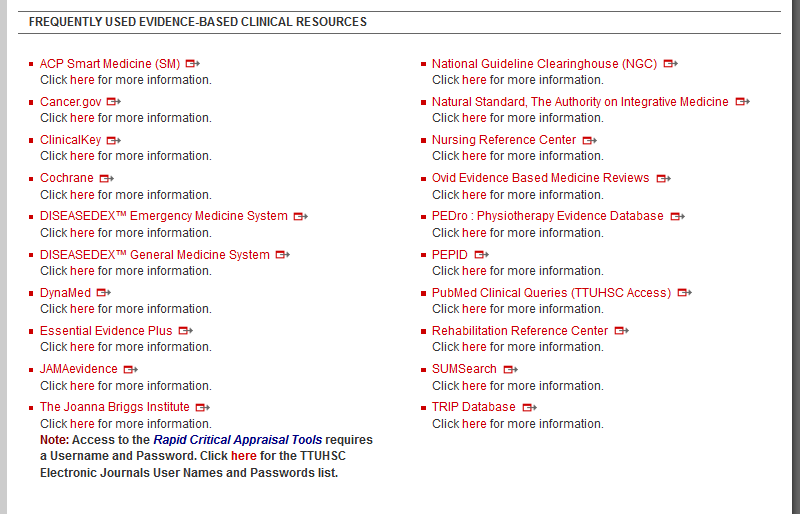 FREQUENTLY USED EVIDENCE-BASED CLINICAL RESOURCES
ACP Smart Medicine (SM)
Click here for more information.
Cancer.gov
Click here for more information.
ClinicalKey
Click here for more information.
Cochrane
Click here for more information.
DISEASEDEX™ Emergency Medicine System
Click here for more information.
DISEASEDEX™ General Medicine System
Click here for more information.
DynaMed
Click here for more information.
Essential Evidence Plus
Click here for more information.
JAMAevidence
Click here for more information.
The Joanna Briggs Institute
Click here for more information.
Note: Access to the Rapid Critical Appraisal Tools requires
a Username and Password. Click here for the TTUHSC
Electronic Journals User Names and Passwords list.
National Guideline Clearinghouse (NGC)
Click here for more information.
Natural Standard, The Authority on Integrative Medicine
Click here for more information.
Nursing Reference Center
Click here for more information.
Ovid Evidence Based Medicine Reviews
Click here for more information.
PEDro : Physiotherapy Evidence Database
Click here for more information.
PEPID
Click here for more information.
PubMed Clinical Queries (TTUHSC Access)
Click here for more information.
Rehabilitation Reference Center
Click here for more information.
SUMSearch
Click here for more information.
TRIP Database
Click here for more information.